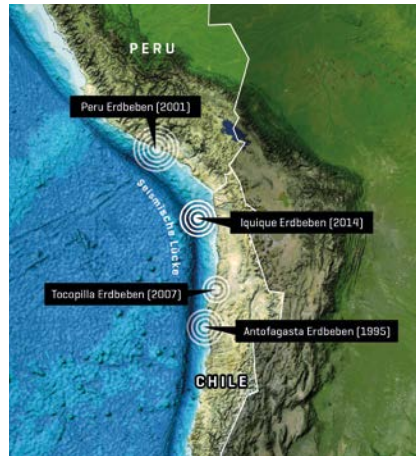 PERU
Peru Erdbeben (2001)
Seismische Lücke
Iquique Erdbeben (2014)
Tocopilla Erdbeben (2007)
Antofagasta Erdbeben (1995)
CHILE